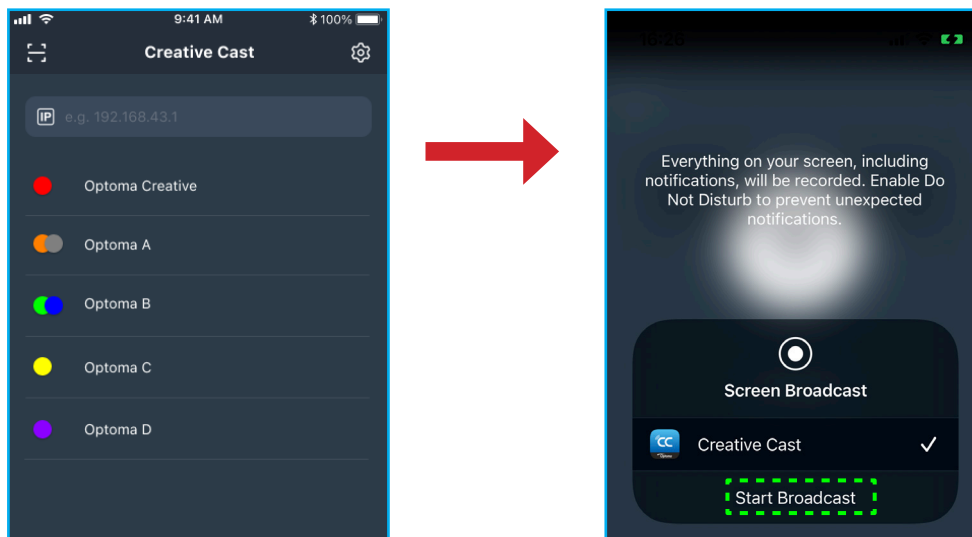 9:41 AM
100%
Creative Cast
IP e.g. 192.168.43.1
Optoma Creative
Optoma A
Optoma B
Optoma C
Optoma D
16:26
Everything on your screen, including
notifications, will be recorded. Enable Do
Not Disturb to prevent unexpected
notifications.
Screen Broadcast
CC
Creative Cast
Start Broadcast